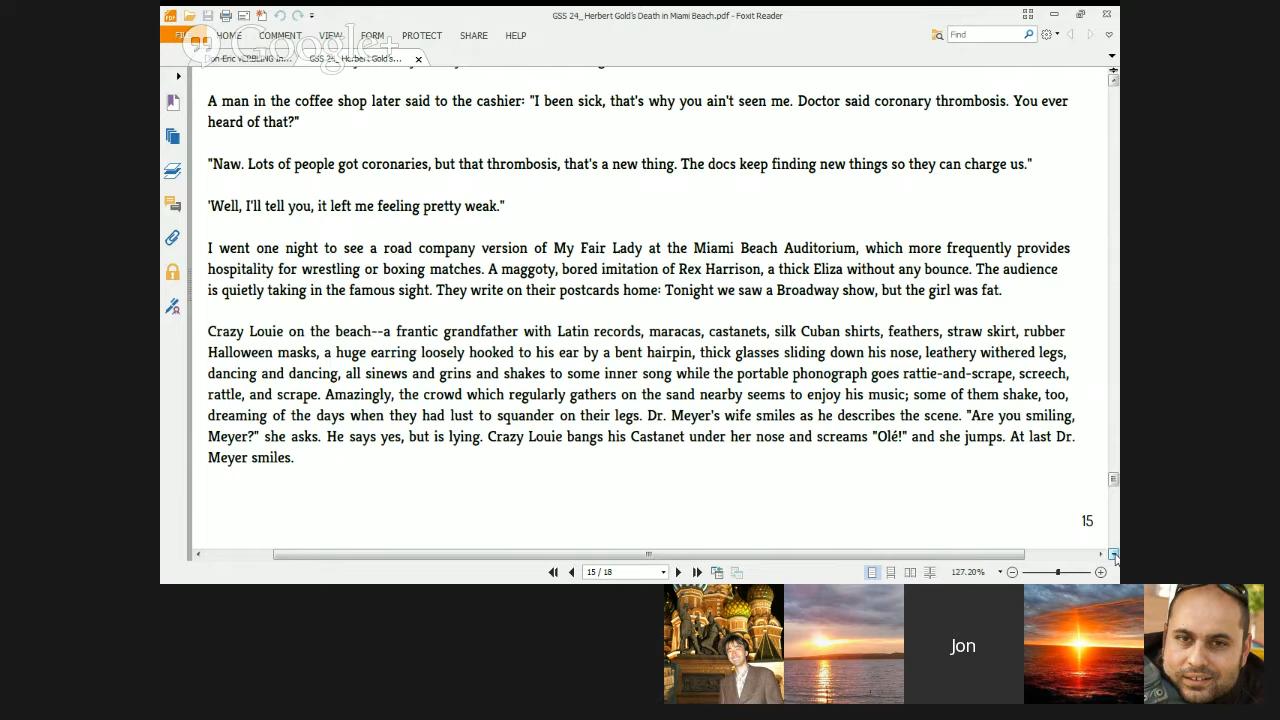 GSS 24_ Herbert Gold's Death in Miami Beach.pdf - Foxit Reader
FILE HOME COMMENT VIEW FORM PROTECT SHARE HELP
Find
Google+
GSS 24_ Herbert Gold's...
A man in the coffee shop later said to the cashier: "I been sick, that's why you ain't seen me. Doctor said coronary thrombosis. You ever
heard of that?"
"Naw. Lots of people got coronaries, but that thrombosis, that's a new thing. The docs keep finding new things so they can charge us."
'Well, I'll tell you, it left me feeling pretty weak."
I went one night to see a road company version of My Fair Lady at the Miami Beach Auditorium, which more frequently provides
hospitality for wrestling or boxing matches. A maggoty, bored imitation of Rex Harrison, a thick Eliza without any bounce. The audience
is quietly taking in the famous sight. They write on their postcards home: Tonight we saw a Broadway show, but the girl was fat.
Crazy Louie on the beach--a frantic grandfather with Latin records, maracas, castanets, silk Cuban shirts, feathers, straw skirt, rubber
Halloween masks, a huge earring loosely hooked to his ear by a bent hairpin, thick glasses sliding down his nose, leathery withered legs,
dancing and dancing, all sinews and grins and shakes to some inner song while the portable phonograph goes rattie-and-scrape, screech,
rattle, and scrape. Amazingly, the crowd which regularly gathers on the sand nearby seems to enjoy his music; some of them shake, too,
dreaming of the days when they had lust to squander on their legs. Dr. Meyer's wife smiles as he describes the scene. "Are you smiling,
Meyer?" she asks. He says yes, but is lying. Crazy Louie bangs his Castanet under her nose and screams "Olé!" and she jumps. At last Dr.
Meyer smiles.
15
15 / 18
127.20%
Jon